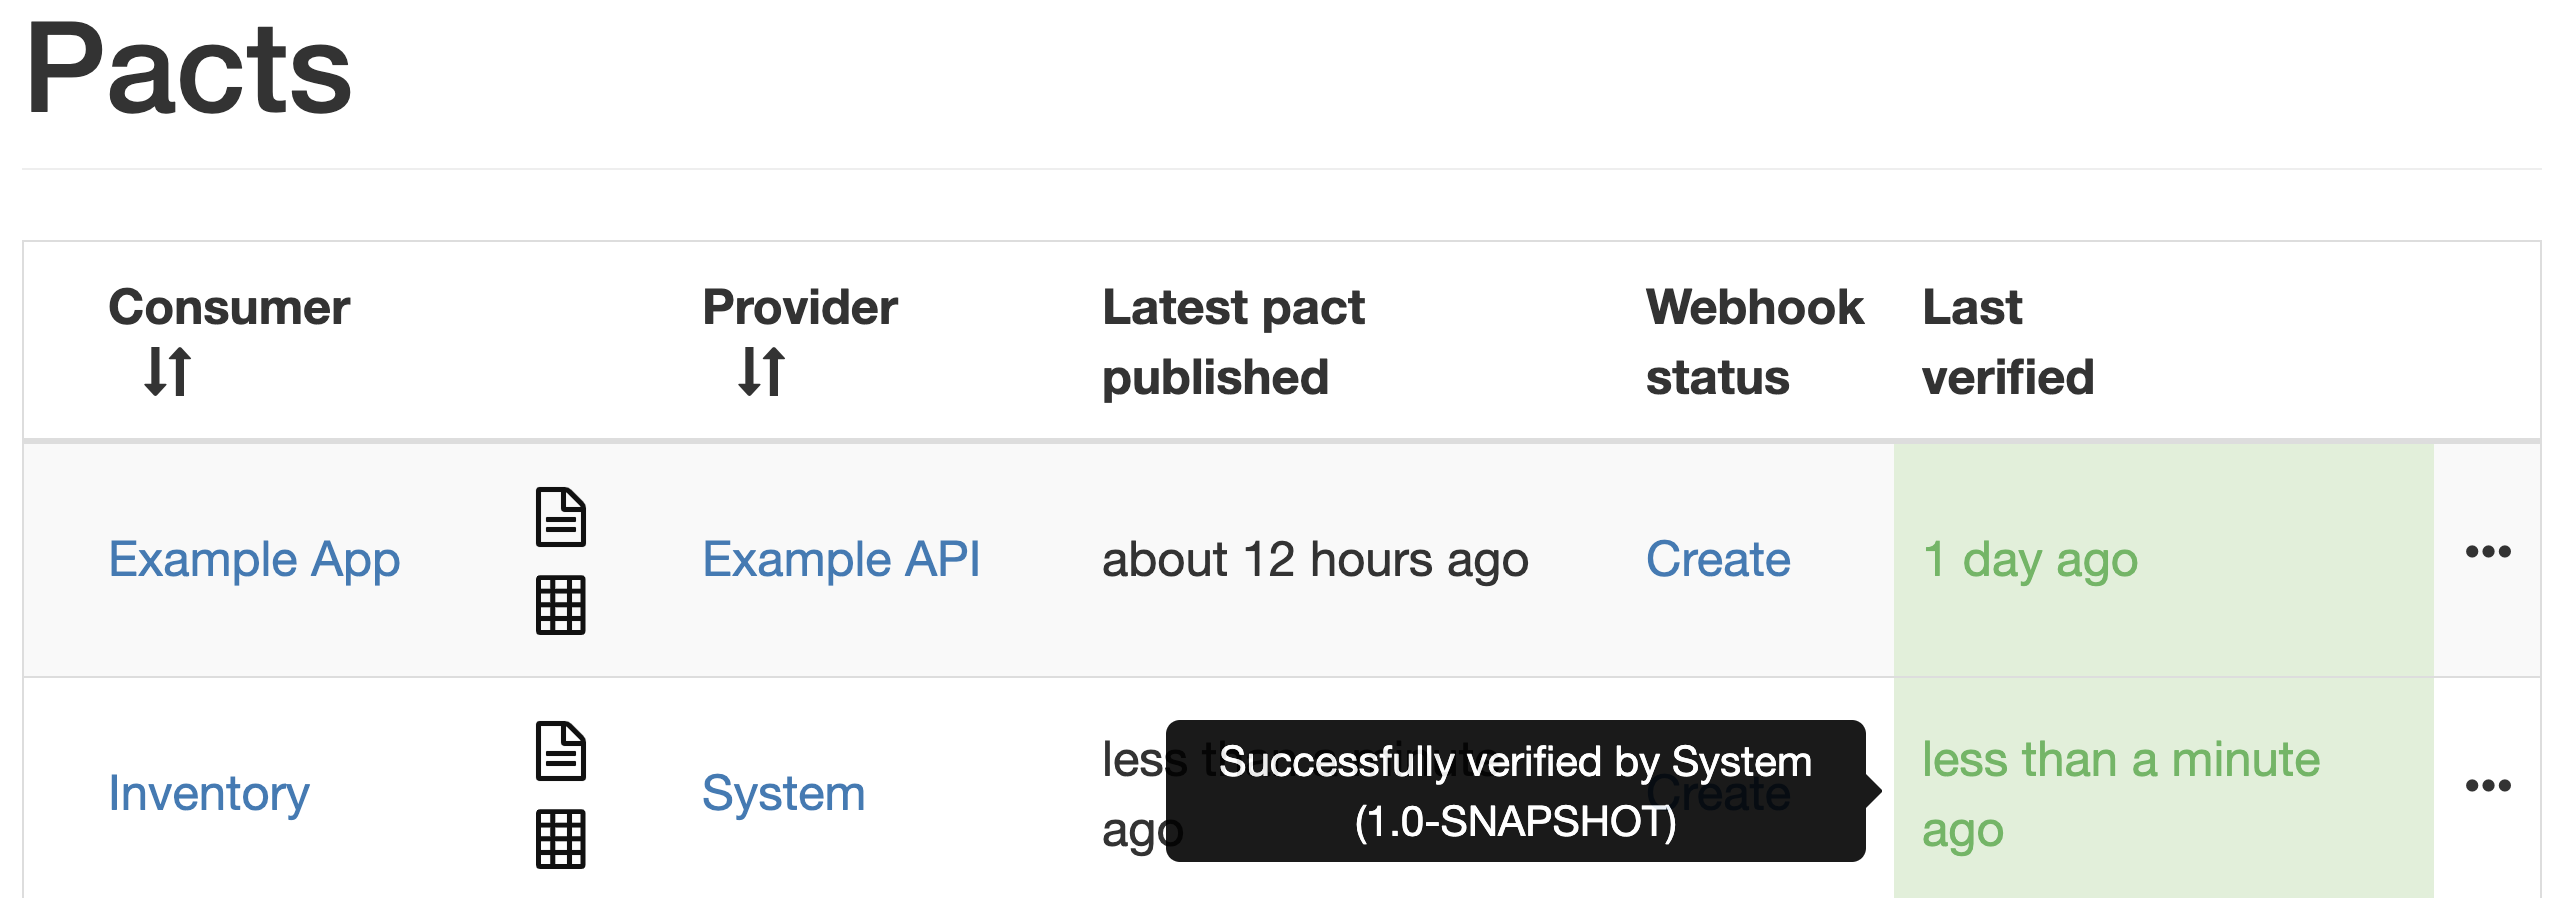 Pacts
Consumer
Provider
Latest pact
published
Webhook
status
Last
verified
Example App
Example API
about 12 hours ago
Create
1 day ago
Inventory
System
less than a minute
ago
Create
Successfully verified by System
(1.0-SNAPSHOT)
less than a minute
ago